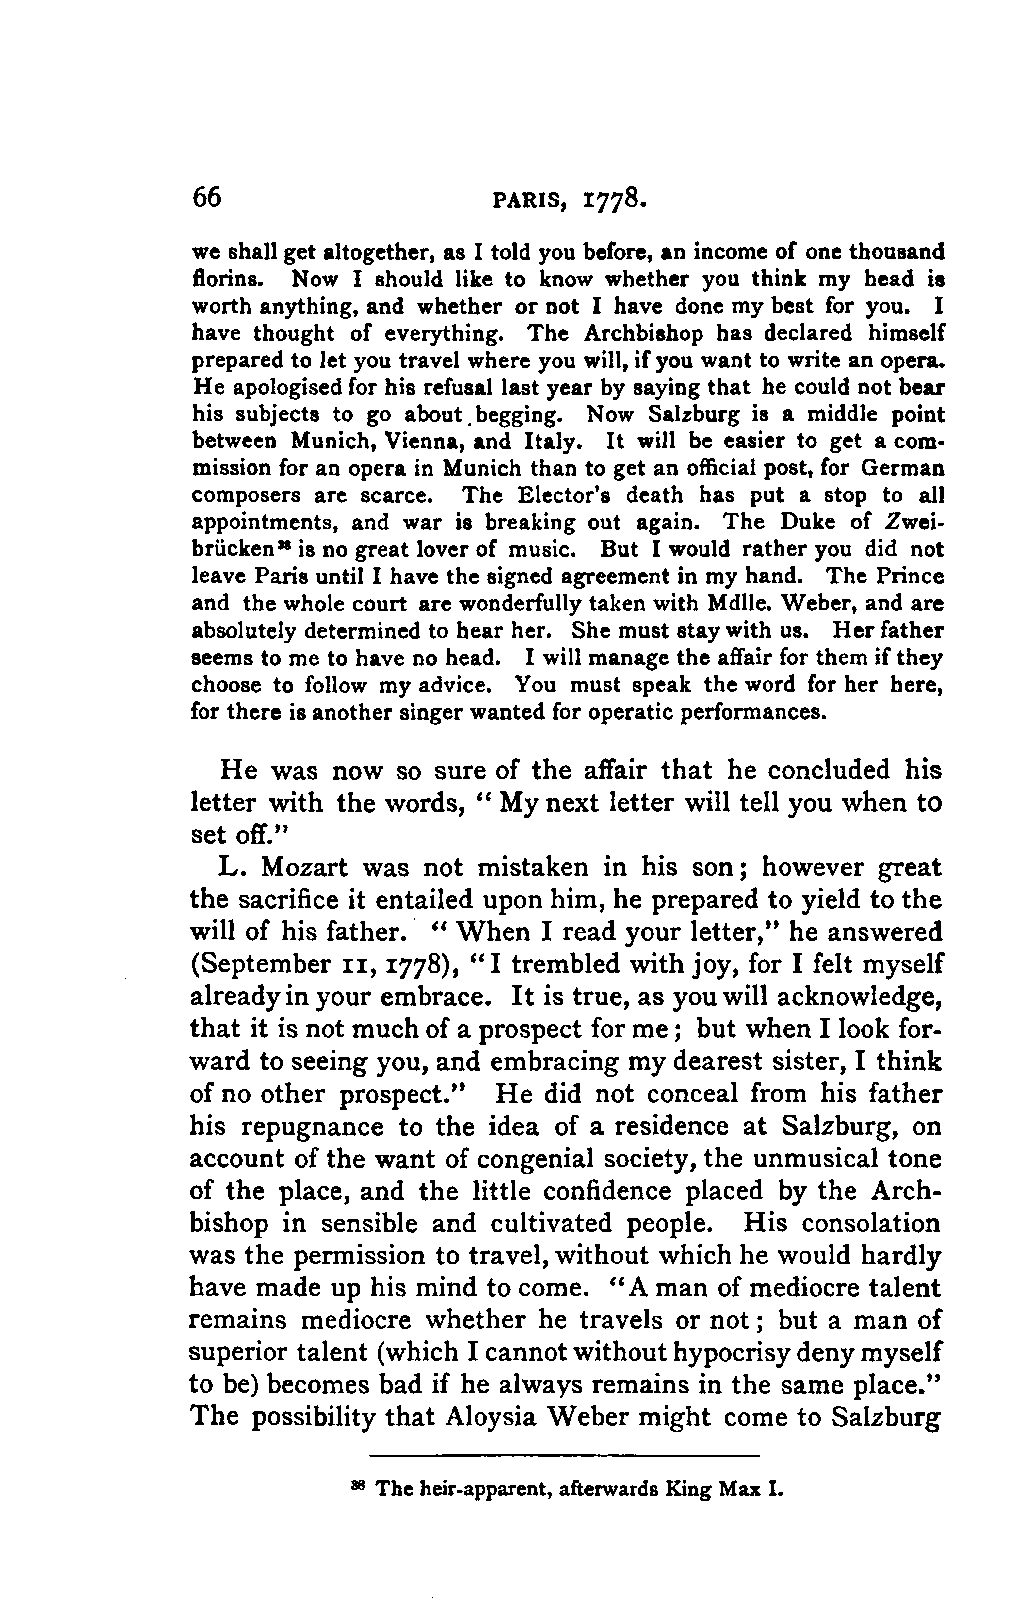 66 PARIS, 1778.
we shall get altogether, as I told you before, an income of one thousand
florins. Now I should like to know whether you think my head is
worth anything, and whether or not I have done my best for you. I
have thought of everything. The Archbishop has declared himself
prepared to let you travel where you will, if you want to write an opera.
He apologised for his refusal last year by saying that he could not bear
his subjects to go about begging. Now Salzburg is a middle point
between Munich, Vienna, and Italy. It will be easier to get a com-
mission for an opera in Munich than to get an official post, for German
composers are scarce. The Elector's death has put a stop to all
appointments, and war is breaking out again. The Duke of Zwei-
brücken³⁸ is no great lover of music. But I would rather you did not
leave Paris until I have the signed agreement in my hand. The Prince
and the whole court are wonderfully taken with Mdlle. Weber, and are
absolutely determined to hear her. She must stay with us. Her father
seems to me to have no head. I will manage the affair for them if they
choose to follow my advice. You must speak the word for her here,
for there is another singer wanted for operatic performances.
He was now so sure of the affair that he concluded his
letter with the words, " My next letter will tell you when to
set off."
L. Mozart was not mistaken in his son; however great
the sacrifice it entailed upon him, he prepared to yield to the
will of his father. " When I read your letter," he answered
(September 11, 1778), "I trembled with joy, for I felt myself
already in your embrace. It is true, as you will acknowledge,
that it is not much of a prospect for me; but when I look for-
ward to seeing you, and embracing my dearest sister, I think
of no other prospect." He did not conceal from his father
his repugnance to the idea of a residence at Salzburg, on
account of the want of congenial society, the unmusical tone
of the place, and the little confidence placed by the Arch-
bishop in sensible and cultivated people. His consolation
was the permission to travel, without which he would hardly
have made up his mind to come. "A man of mediocre talent
remains mediocre whether he travels or not; but a man of
superior talent (which I cannot without hypocrisy deny myself
to be) becomes bad if he always remains in the same place."
The possibility that Aloysia Weber might come to Salzburg
³⁸ The heir-apparent, afterwards King Max I.